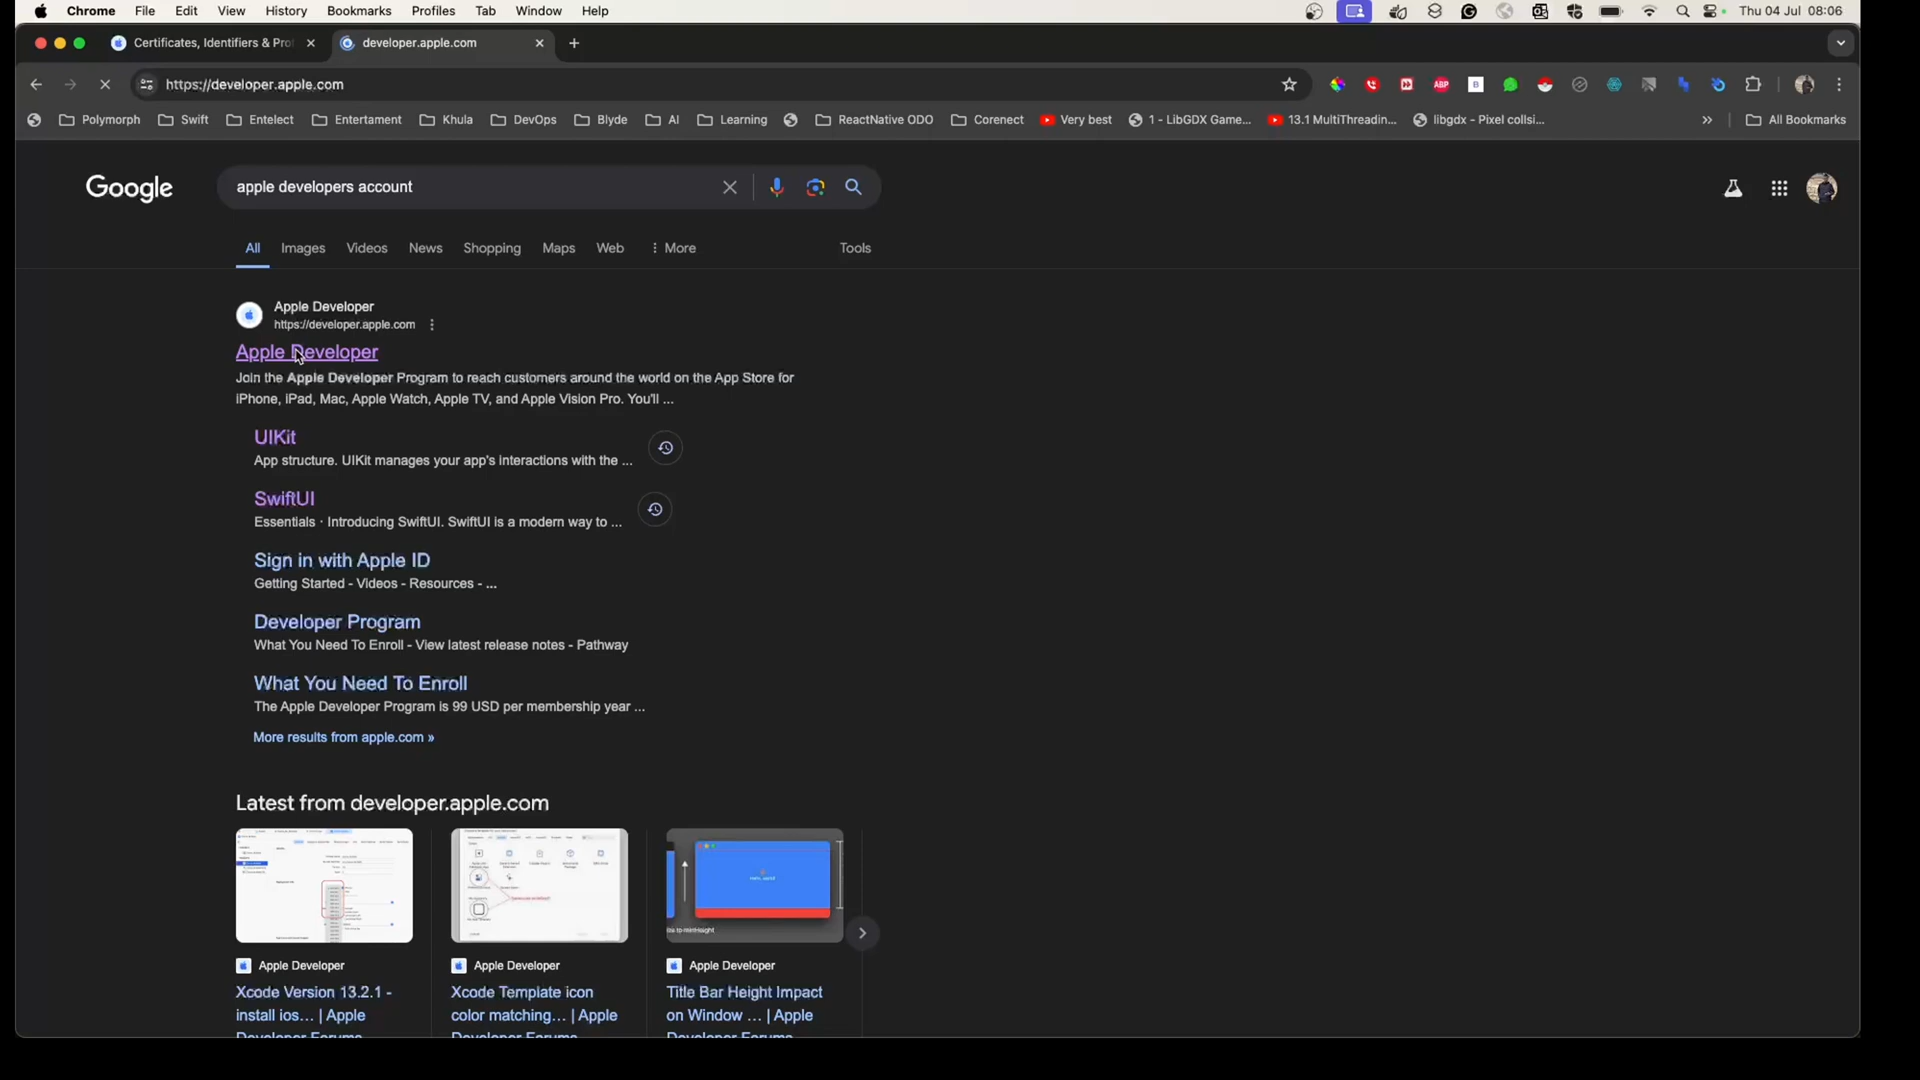 Chrome File Edit View History Bookmarks Profiles Tab Window Help Thu 04 Jul 08:06
Certificates, Identifiers & Prof developer.apple.com
https://developer.apple.com
Polymorph Swift Entelect Entertament Khula DevOps Blyde AI Learning ReactNative ODO Corenect Very best 1 - LibGDX Game... 13.1 MultiThreadin... libgdx - Pixel collsi... » All Bookmarks
Google apple developers account
All Images Videos News Shopping Maps Web More Tools
Apple Developer
https://developer.apple.com
Apple Developer
Join the Apple Developer Program to reach customers around the world on the App Store for
iPhone, iPad, Mac, Apple Watch, Apple TV, and Apple Vision Pro. You'll ...
UIKit
App structure. UIKit manages your app's interactions with the ...
SwiftUI
Essentials · Introducing SwiftUI. SwiftUI is a modern way to ...
Sign in with Apple ID
Getting Started - Videos - Resources - ...
Developer Program
What You Need To Enroll - View latest release notes - Pathway
What You Need To Enroll
The Apple Developer Program is 99 USD per membership year ...
More results from apple.com »
Latest from developer.apple.com
Apple Developer Apple Developer Apple Developer
Xcode Version 13.2.1 - Xcode Template icon Title Bar Height Impact
install ios... | Apple color matching... | Apple on Window ... | Apple
Developer Forums Developer Forums Developer Forums